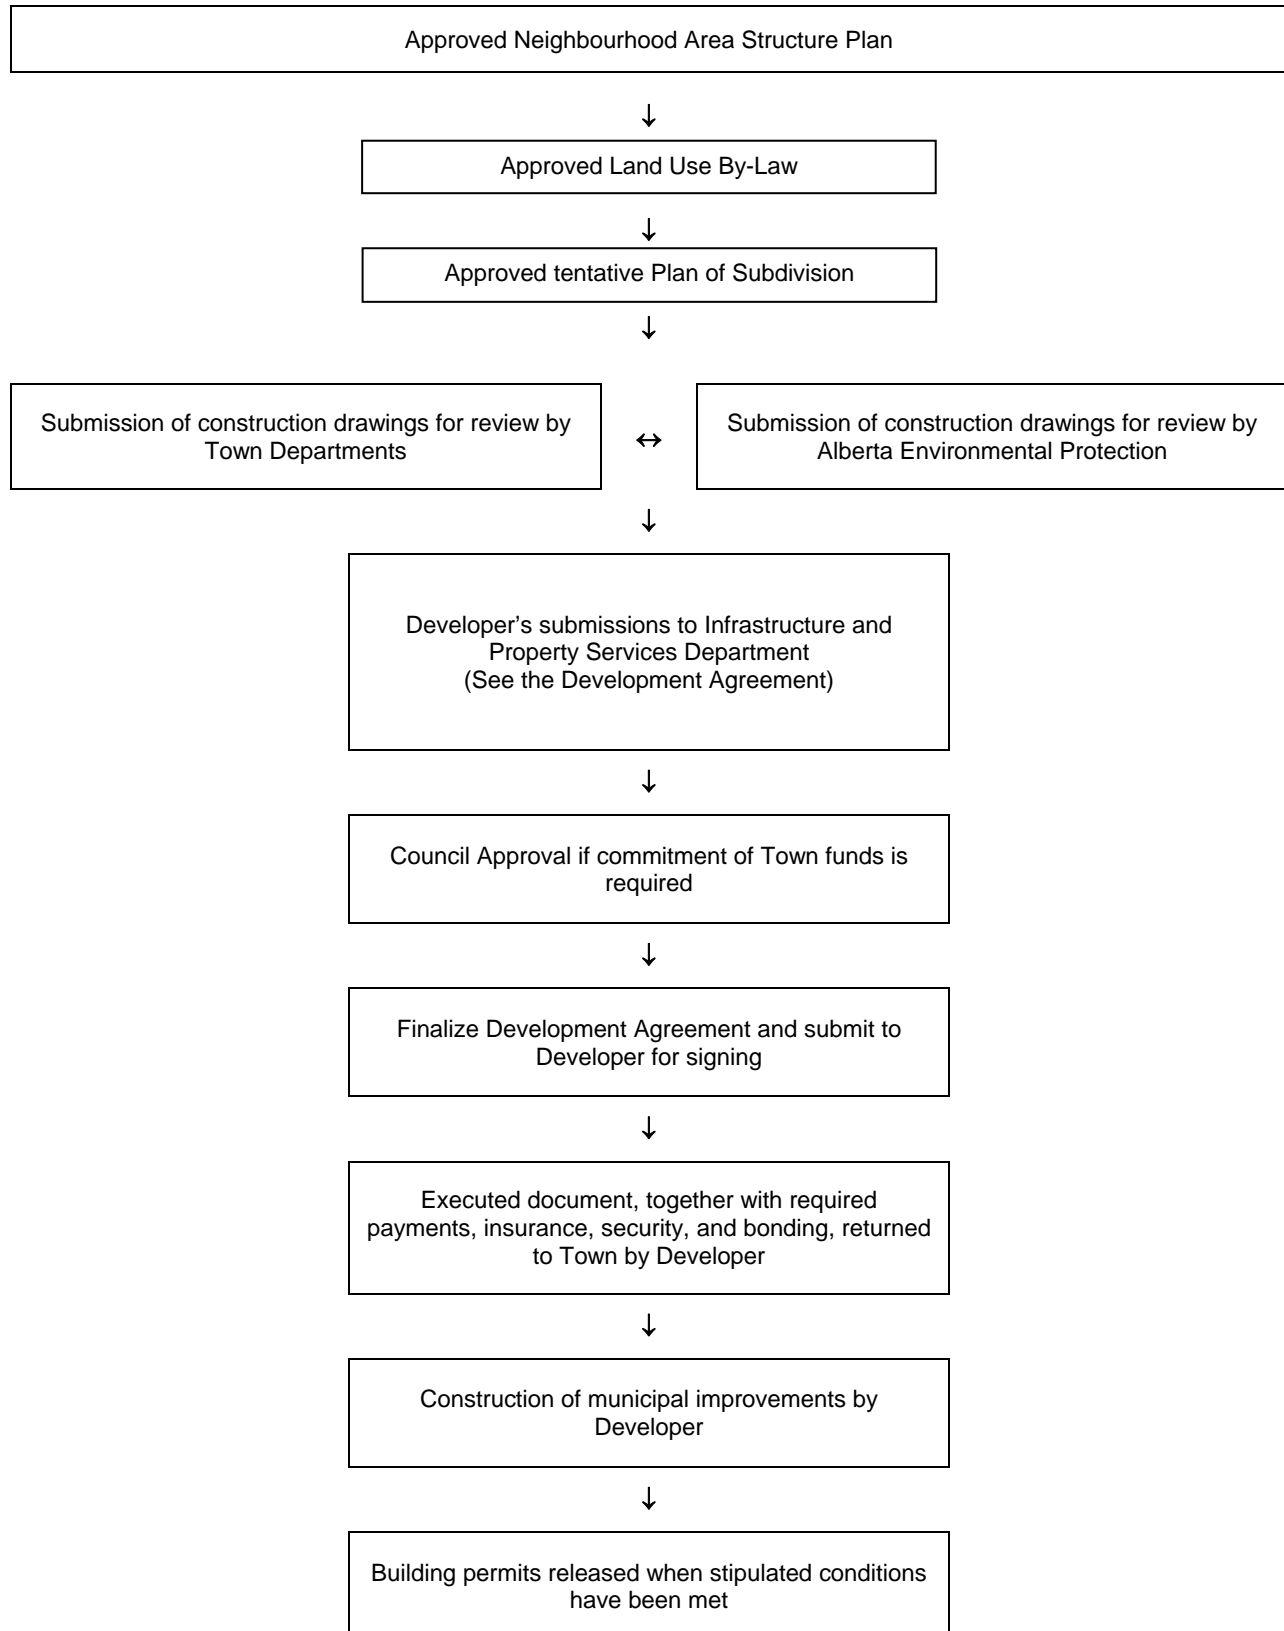 Approved Neighbourhood Area Structure Plan
↓
Approved Land Use By-Law
↓
Approved tentative Plan of Subdivision
↓
Submission of construction drawings for review by
Town Departments
↔
Submission of construction drawings for review by
Alberta Environmental Protection
↓
Developer’s submissions to Infrastructure and
Property Services Department
(See the Development Agreement)
↓
Council Approval if commitment of Town funds is
required
↓
Finalize Development Agreement and submit to
Developer for signing
↓
Executed document, together with required
payments, insurance, security, and bonding, returned
to Town by Developer
↓
Construction of municipal improvements by
Developer
↓
Building permits released when stipulated conditions
have been met